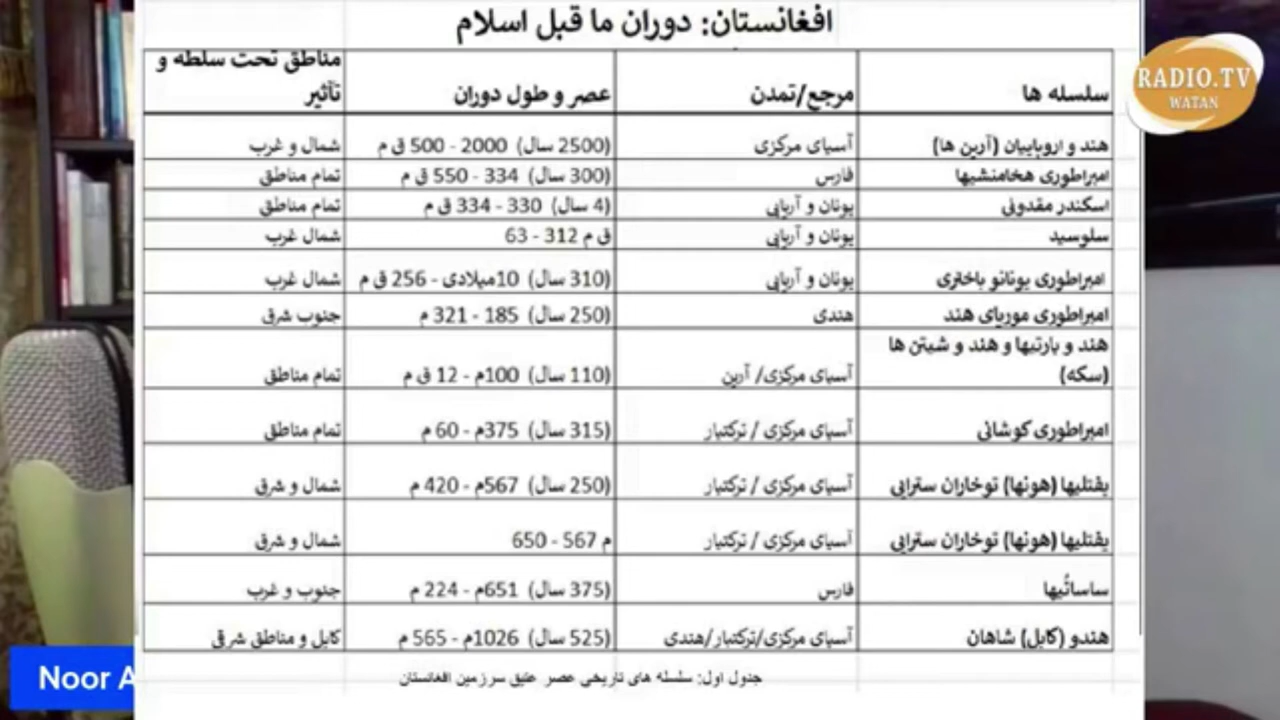 افغانستان: دوران ما قبل اسلام
سلسله ها مرجع/تمدن عصر و طول دوران مناطق تحت سلطه و تأثیر
هند و اروپاییان (آرین ها) آسیای مرکزی (2500 سال) 2000 - 500 ق م شمال و غرب
امپراطوری هخامنشیها فارس (300 سال) 334 - 550 ق م تمام مناطق
اسکندر مقدونی یونان و آریایی (4 سال) 330 - 334 ق م تمام مناطق
سلوسید یونان و آریایی ق م 312 - 63 شمال غرب
امپراطوری یونانو باختری یونان و آریایی (310 سال) 10میلادی - 256 ق م شمال غرب
امپراطوری موریای هند هندی (250 سال) 185 - 321 م جنوب شرق
هند و پارتیها و هند و شیتن ها (سکه) آسیای مرکزی/ آرین (110 سال) 100م - 12 ق م تمام مناطق
امپراطوری کوشانی آسیای مرکزی / ترکتبار (315 سال) 375م - 60 م تمام مناطق
یفتلیها (هونها) توخاران سترایی آسیای مرکزی / ترکتبار (250 سال) 567م - 420 م شمال و شرق
یفتلیها (هونها) توخاران سترایی آسیای مرکزی / ترکتبار م 567 - 650 شمال و شرق
ساسانُیها فارس (375 سال) 651م - 224 م جنوب و غرب
هندو (کابل) شاهان آسیای مرکزی/ترکتبار/هندی (525 سال) 1026م - 565 م کابل و مناطق شرقی
جدول اول: سلسله های تاریخی عصر عتیق سرزمین افغانستان
RADIO.TV
WATAN
Noor A